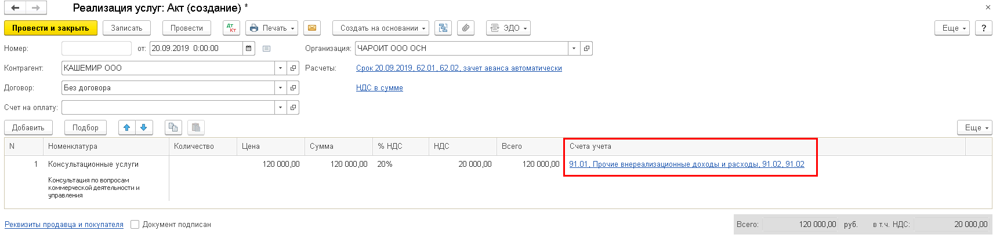 Реализация услуг: Акт (создание) *
Провести и закрыть Записать Провести Дт Кт Печать Создать на основании ЭДО Еще ?
Номер: от: 20.09.2019 0:00:00 Организация: ЧАРОИТ ООО ОСН
Контрагент: КАШЕМИР ООО Расчеты: Срок 20.09.2019, 62.01, 62.02, зачет аванса автоматически
Договор: Без договора НДС в сумме
Счет на оплату:
Добавить Подбор Еще
N Номенклатура Количество Цена Сумма % НДС НДС Всего Счета учета
1 Консультационные услуги 120 000,00 120 000,00 20% 20 000,00 120 000,00 91.01, Прочие внереализационные доходы и расходы, 91.02, 91.02
Консультация по вопросам
коммерческой деятельности и
управления
Реквизиты продавца и покупателя Документ подписан Всего: 120 000,00 руб. в т.ч. НДС: 20 000,00